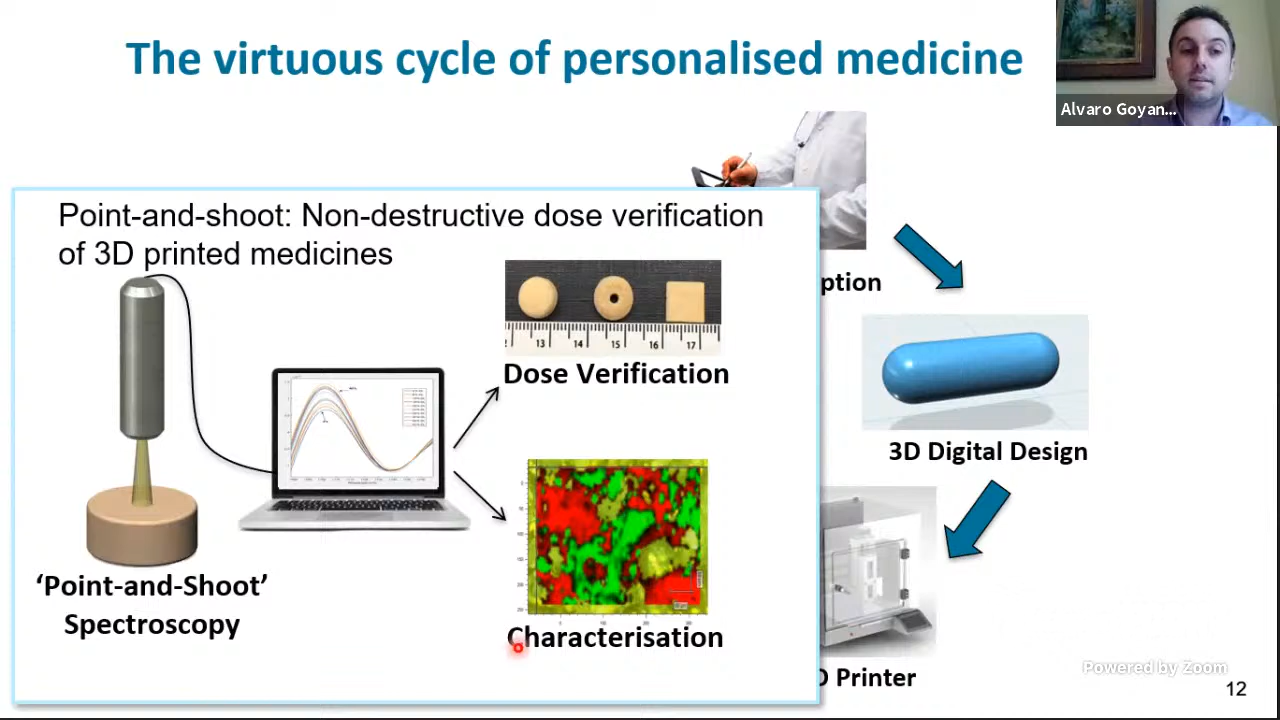 The virtuous cycle of personalised medicine
Alvaro Goyan...
Point-and-shoot: Non-destructive dose verification
of 3D printed medicines
ption
13 14 15 16 17
Dose Verification
3D Digital Design
‘Point-and-Shoot’
Spectroscopy
Characterisation
D Printer
Powered by Zoom
12